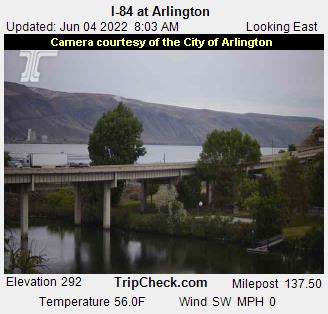 I-84 at Arlington
Updated: Jun 04 2022 8:03 AM Looking East
Camera courtesy of the City of Arlington
Elevation 292 TripCheck.com Milepost 137.50
Temperature 56.0F Wind SW MPH 0